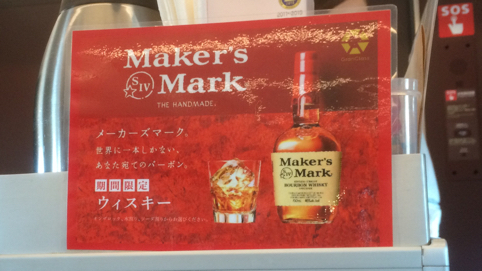 SOS
Maker's
SIV Mark
THE HANDMADE.
メーカーズマーク。
世界に一本しかない、
あなた宛てのバーボン。
期間限定
ウィスキー
Maker's
SIV Mark
BOURBON WHISKY